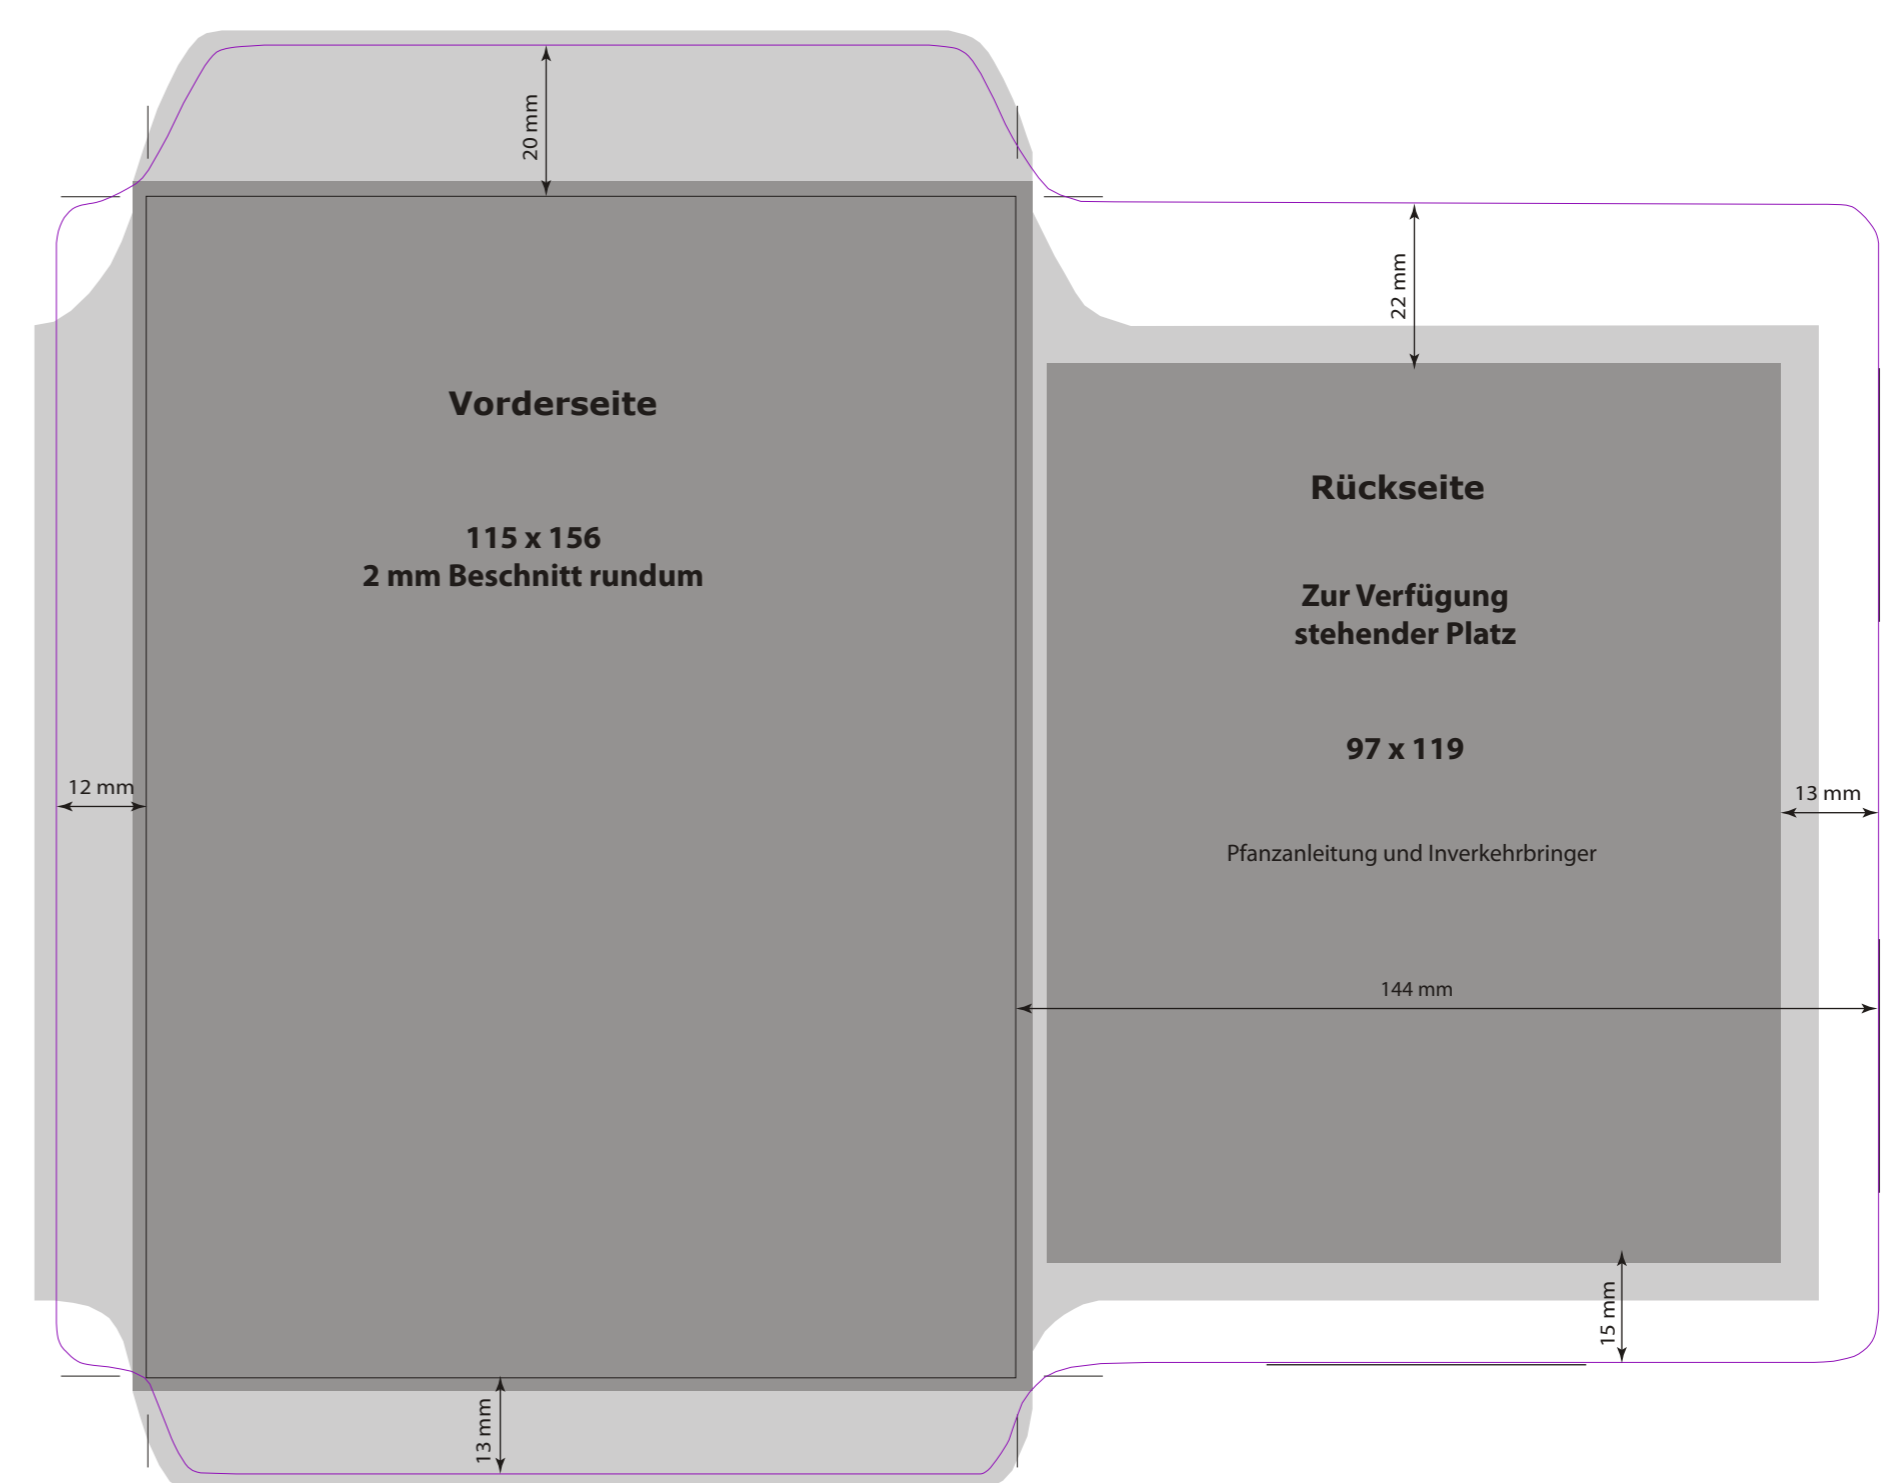 20 mm
Vorderseite
115 x 156
2 mm Beschnitt rundum
12 mm
13 mm
22 mm
Rückseite
Zur Verfügung
stehender Platz
97 x 119
13 mm
Pfanzanleitung und Inverkehrbringer
144 mm
15 mm